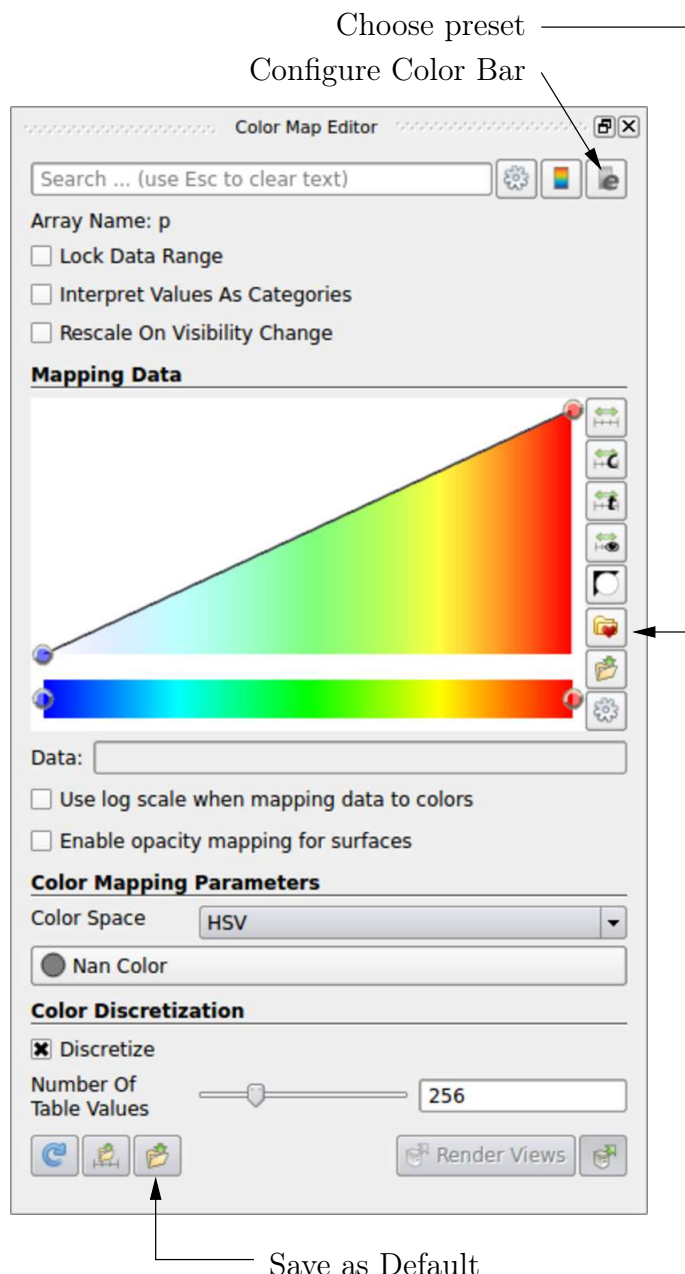 Choose preset
Configure Color Bar
Color Map Editor
Search ... (use Esc to clear text)
e
Array Name: p
Lock Data Range
Interpret Values As Categories
Rescale On Visibility Change
Mapping Data
C
t
Data:
Use log scale when mapping data to colors
Enable opacity mapping for surfaces
Color Mapping Parameters
Color Space HSV
Nan Color
Color Discretization
Discretize
Number Of
Table Values 256
Render Views
Save as Default